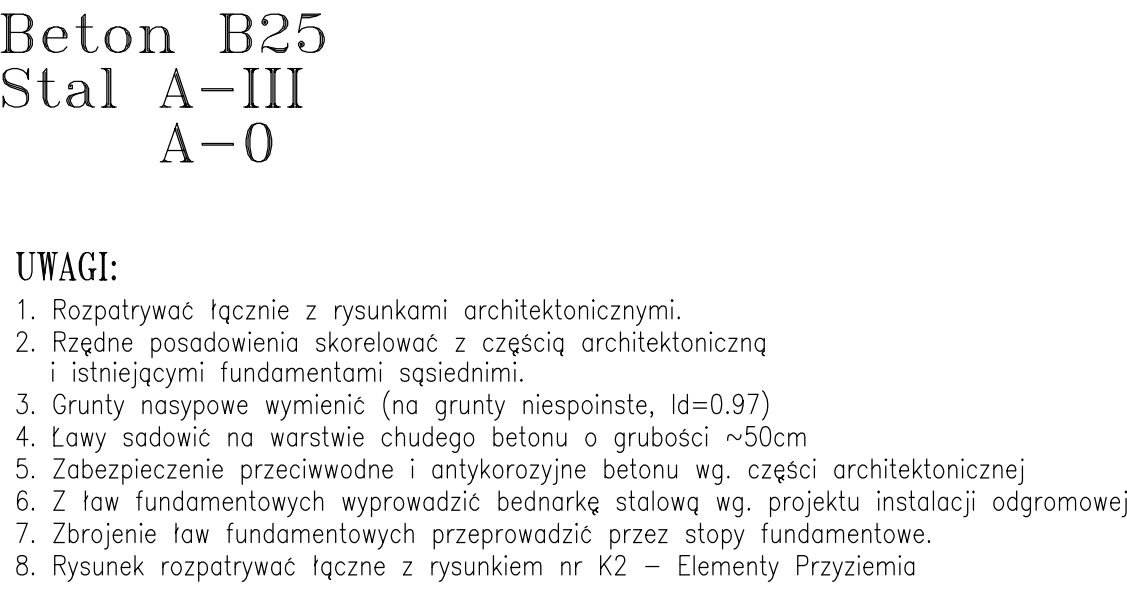 Beton B25
Stal A-III
A-0
UWAGI:
1. Rozpatrywać łącznie z rysunkami architektonicznymi.
2. Rzędne posadowienia skorelować z częścią architektoniczną
i istniejącymi fundamentami sąsiednimi.
3. Grunty nasypowe wymienić (na grunty niespoinste, Id=0.97)
4. Ławy sadowić na warstwie chudego betonu o grubości ~50cm
5. Zabezpieczenie przeciwwodne i antykorozyjne betonu wg. części architektonicznej
6. Z ław fundamentowych wyprowadzić bednarkę stalową wg. projektu instalacji odgromowej
7. Zbrojenie ław fundamentowych przeprowadzić przez stopy fundamentowe.
8. Rysunek rozpatrywać łączne z rysunkiem nr K2 – Elementy Przyziemia